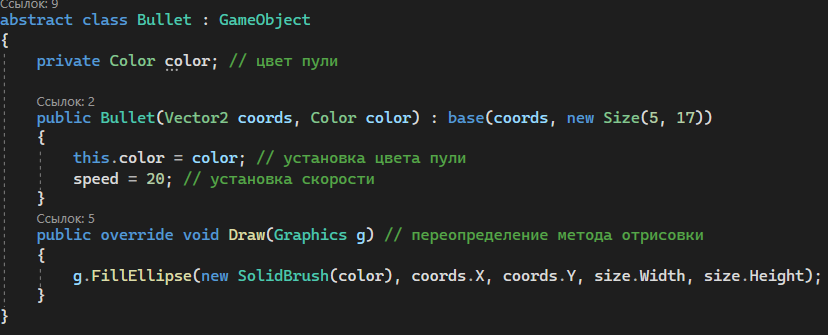 Ссылок: 9
abstract class Bullet : GameObject
{
    private Color color; // цвет пули
    Ссылок: 2
    public Bullet(Vector2 coords, Color color) : base(coords, new Size(5, 17))
    {
        this.color = color; // установка цвета пули
        speed = 20; // установка скорости
    }
    Ссылок: 5
    public override void Draw(Graphics g) // переопределение метода отрисовки
    {
        g.FillEllipse(new SolidBrush(color), coords.X, coords.Y, size.Width, size.Height);
    }
}